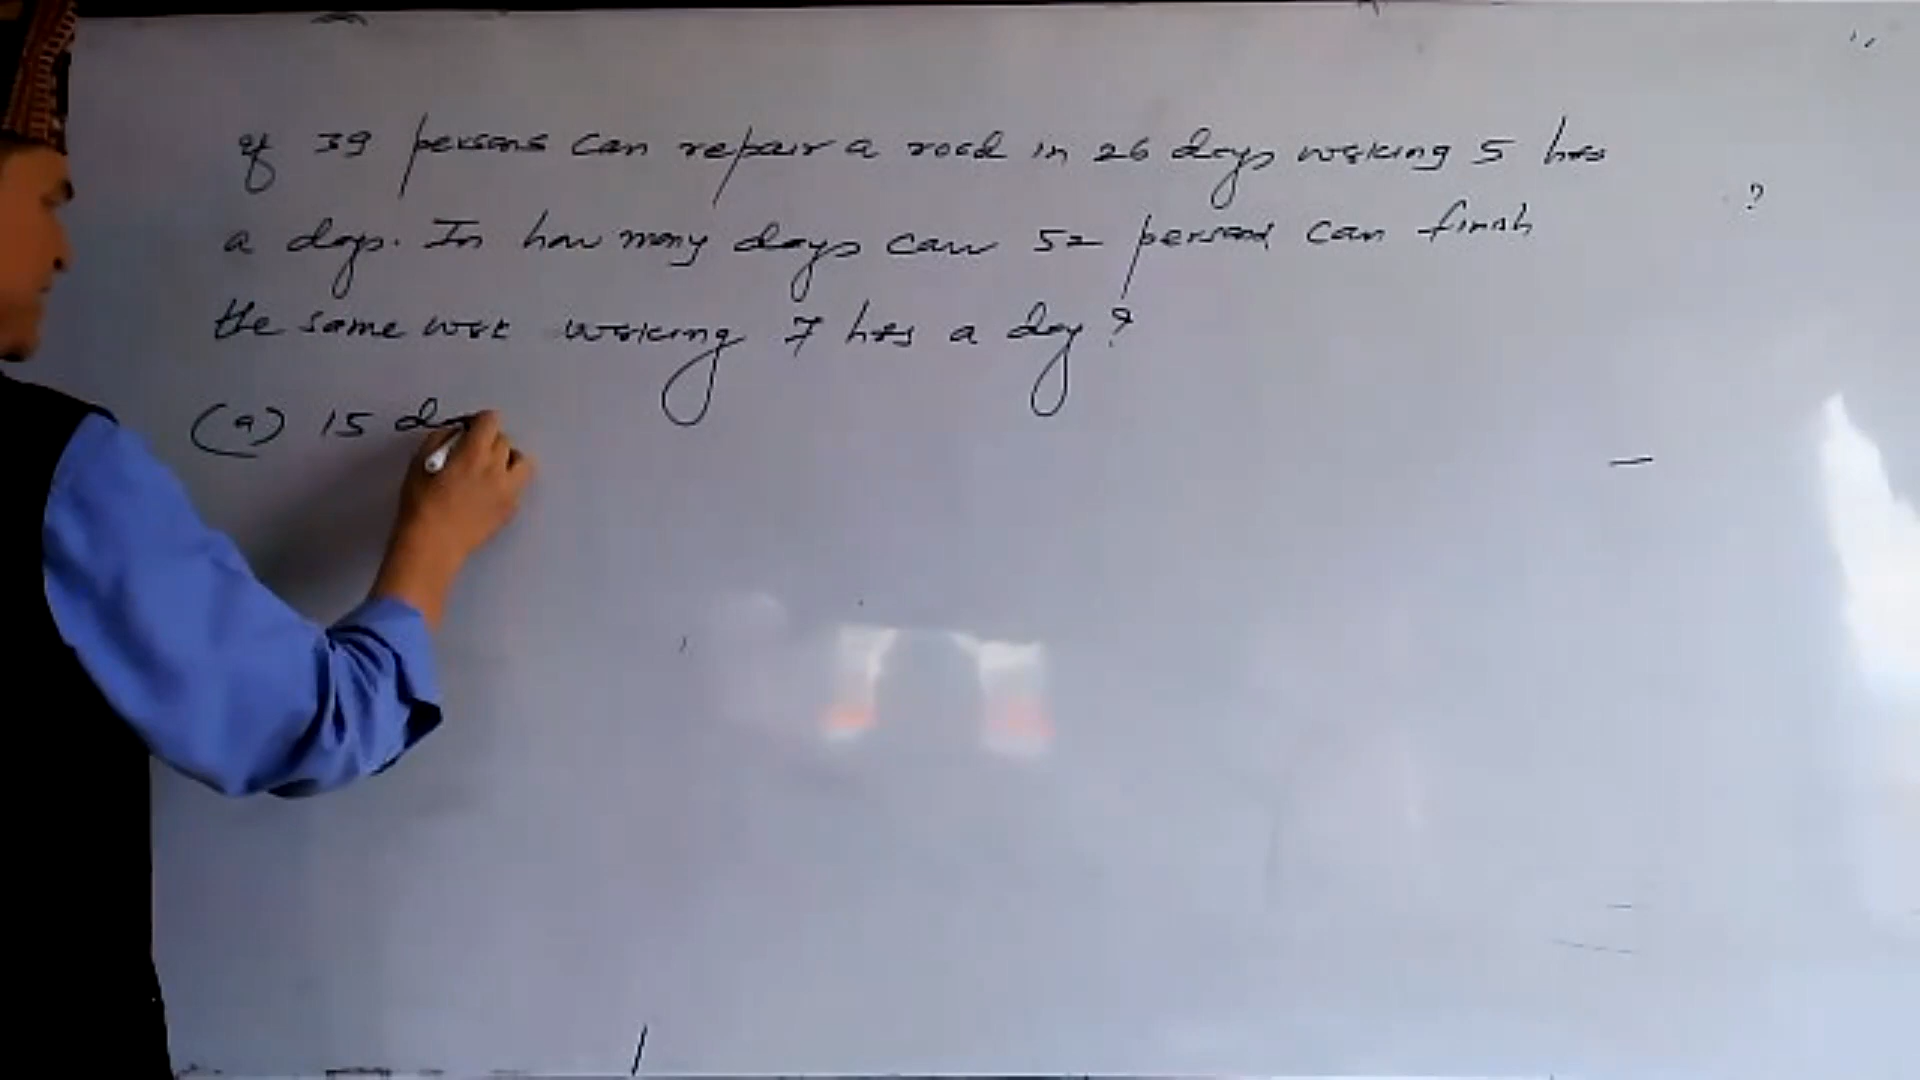 If 39 persons can repair a road in 26 days working 5 hrs
a days. In how many days can 52 persons can finish ?
the same work working 7 hrs a day?
(a) 15 da